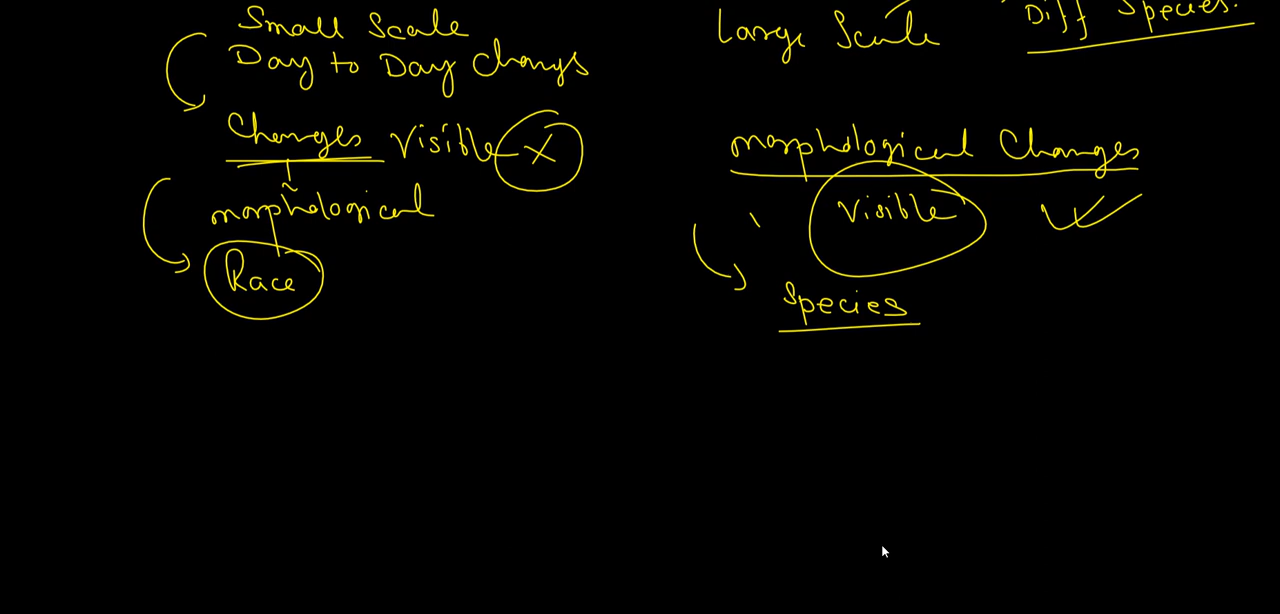 Small Scale
Day to Day Changs
Changes Visible X
morphological
Race
Large Scale Diff Species.
morphological Changes
Visible
Species